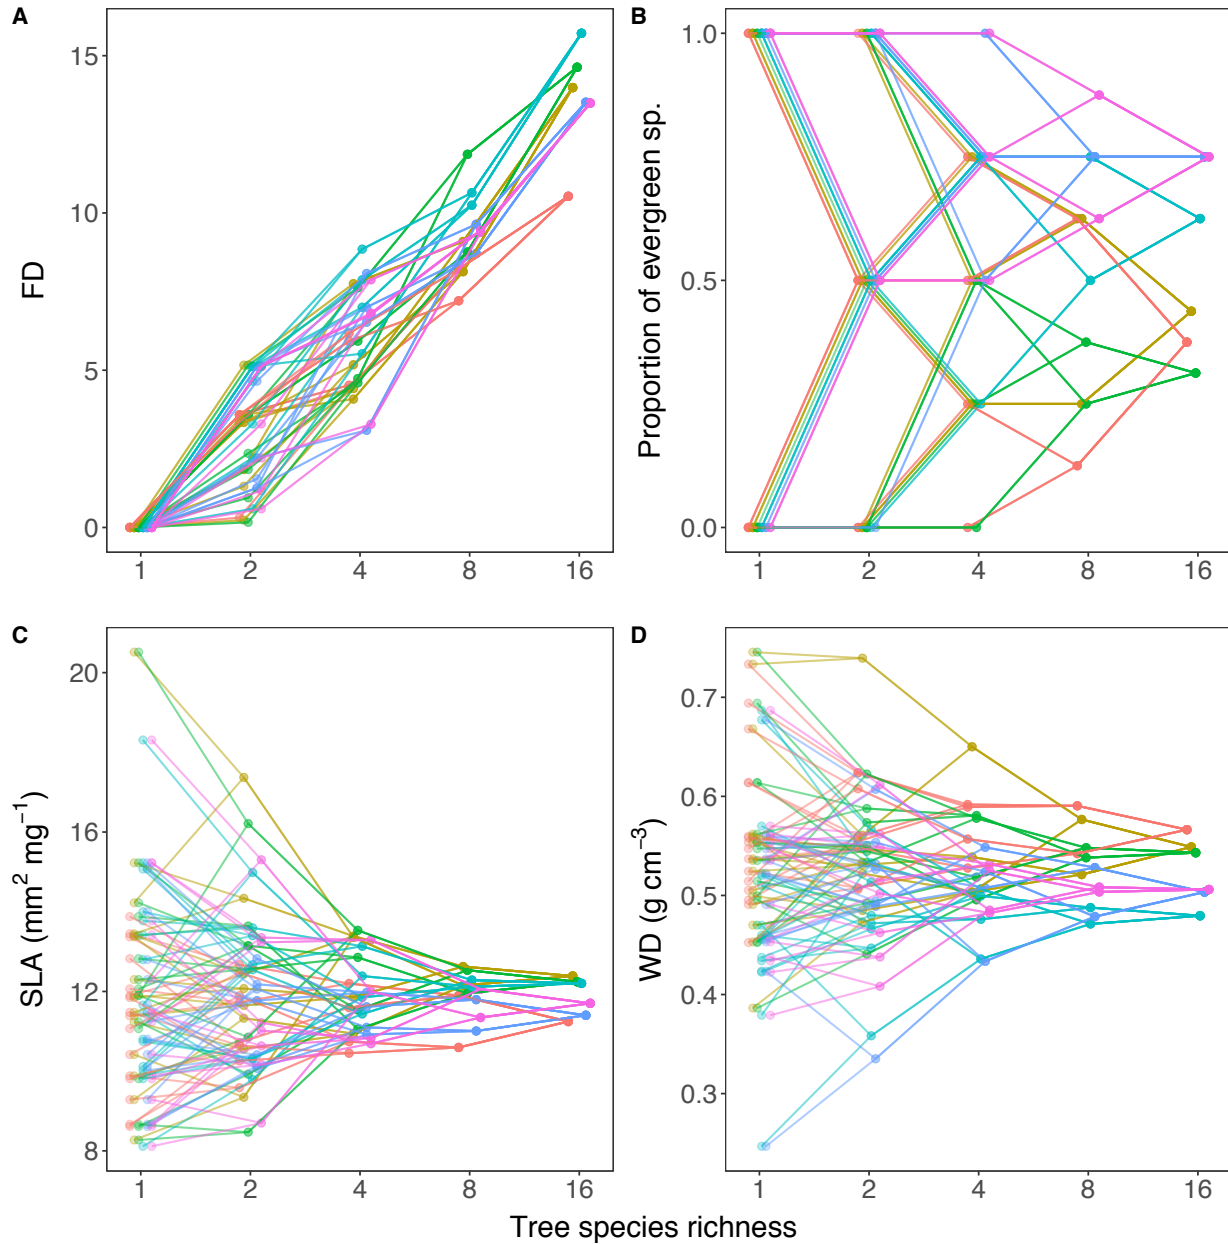 A
B
FD
15
10
5
0
1 2 4 8 16
Proportion of evergreen sp.
1.0
0.5
0.0
1 2 4 8 16
C
D
SLA (mm² mg⁻¹)
20
16
12
8
1 2 4 8 16
WD (g cm⁻³)
0.7
0.6
0.5
0.4
0.3
1 2 4 8 16
Tree species richness